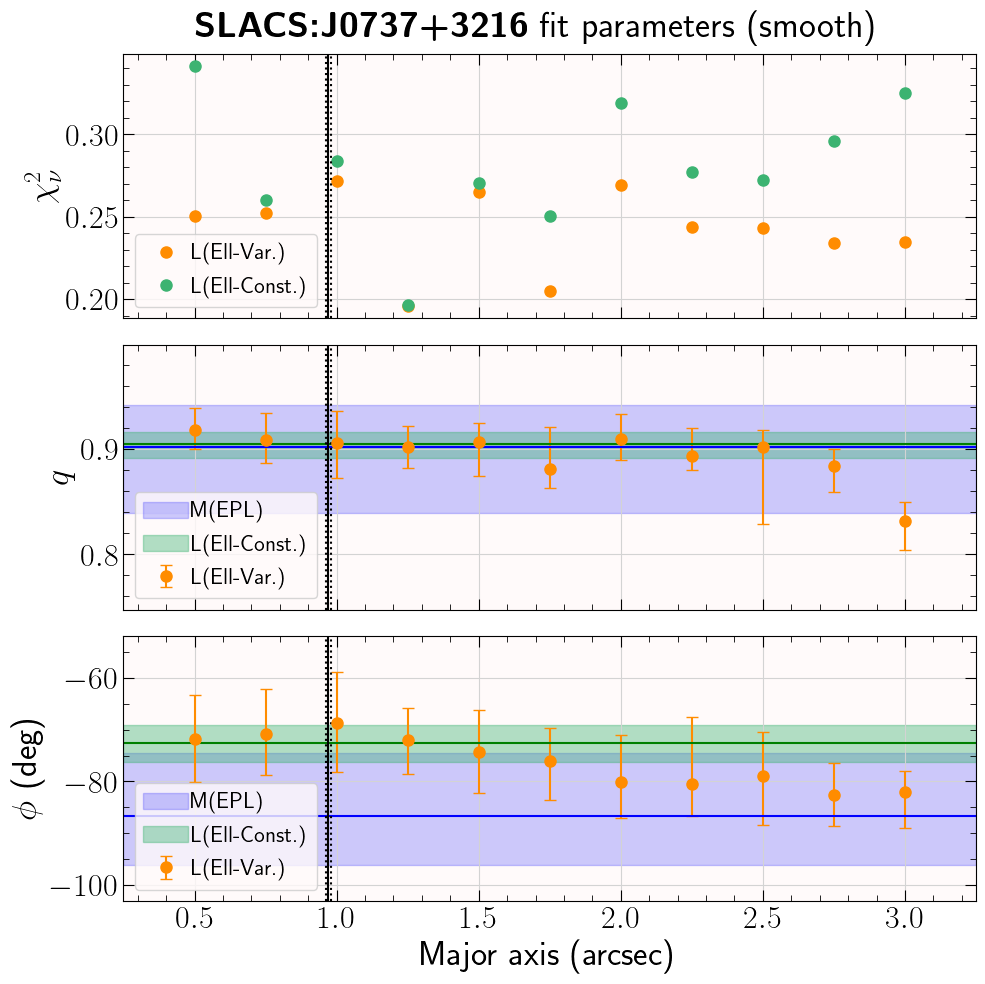 SLACS:J0737+3216 fit parameters (smooth)
χ²ᵥ
0.30
0.25
0.20
L(Ell-Var.)
L(Ell-Const.)
q
0.9
0.8
M(EPL)
L(Ell-Const.)
L(Ell-Var.)
ϕ (deg)
−60
−80
−100
M(EPL)
L(Ell-Const.)
L(Ell-Var.)
0.5 1.0 1.5 2.0 2.5 3.0
Major axis (arcsec)